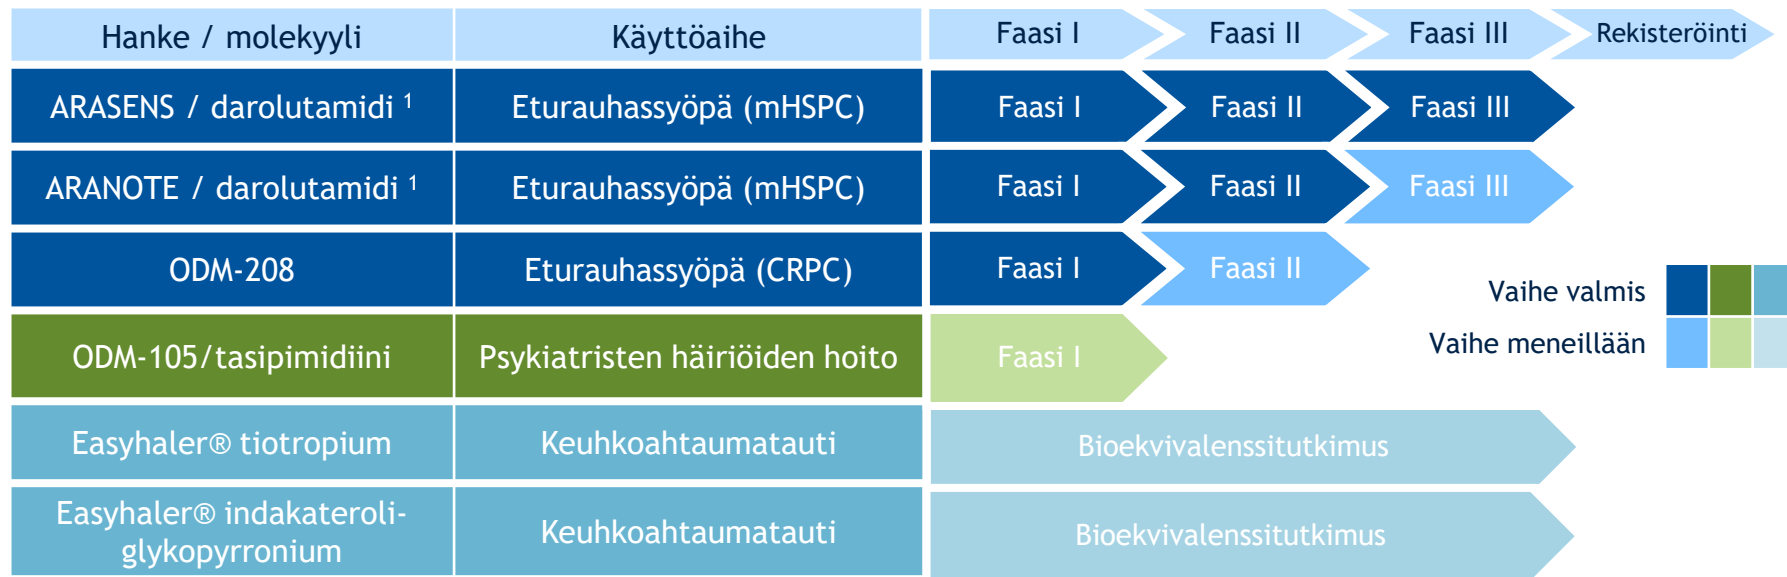 Hanke / molekyyli Käyttöaihe Faasi I Faasi II Faasi III Rekisteröinti
ARASENS / darolutamidi ¹ Eturauhassyöpä (mHSPC) Faasi I Faasi II Faasi III
ARANOTE / darolutamidi ¹ Eturauhassyöpä (mHSPC) Faasi I Faasi II Faasi III
ODM-208 Eturauhassyöpä (CRPC) Faasi I Faasi II
Vaihe valmis
Vaihe meneillään
ODM-105/tasipimidiini Psykiatristen häiriöiden hoito Faasi I
Easyhaler® tiotropium Keuhkoahtaumatauti Bioekvivalenssitutkimus
Easyhaler® indakateroli-
glykopyrronium Keuhkoahtaumatauti Bioekvivalenssitutkimus